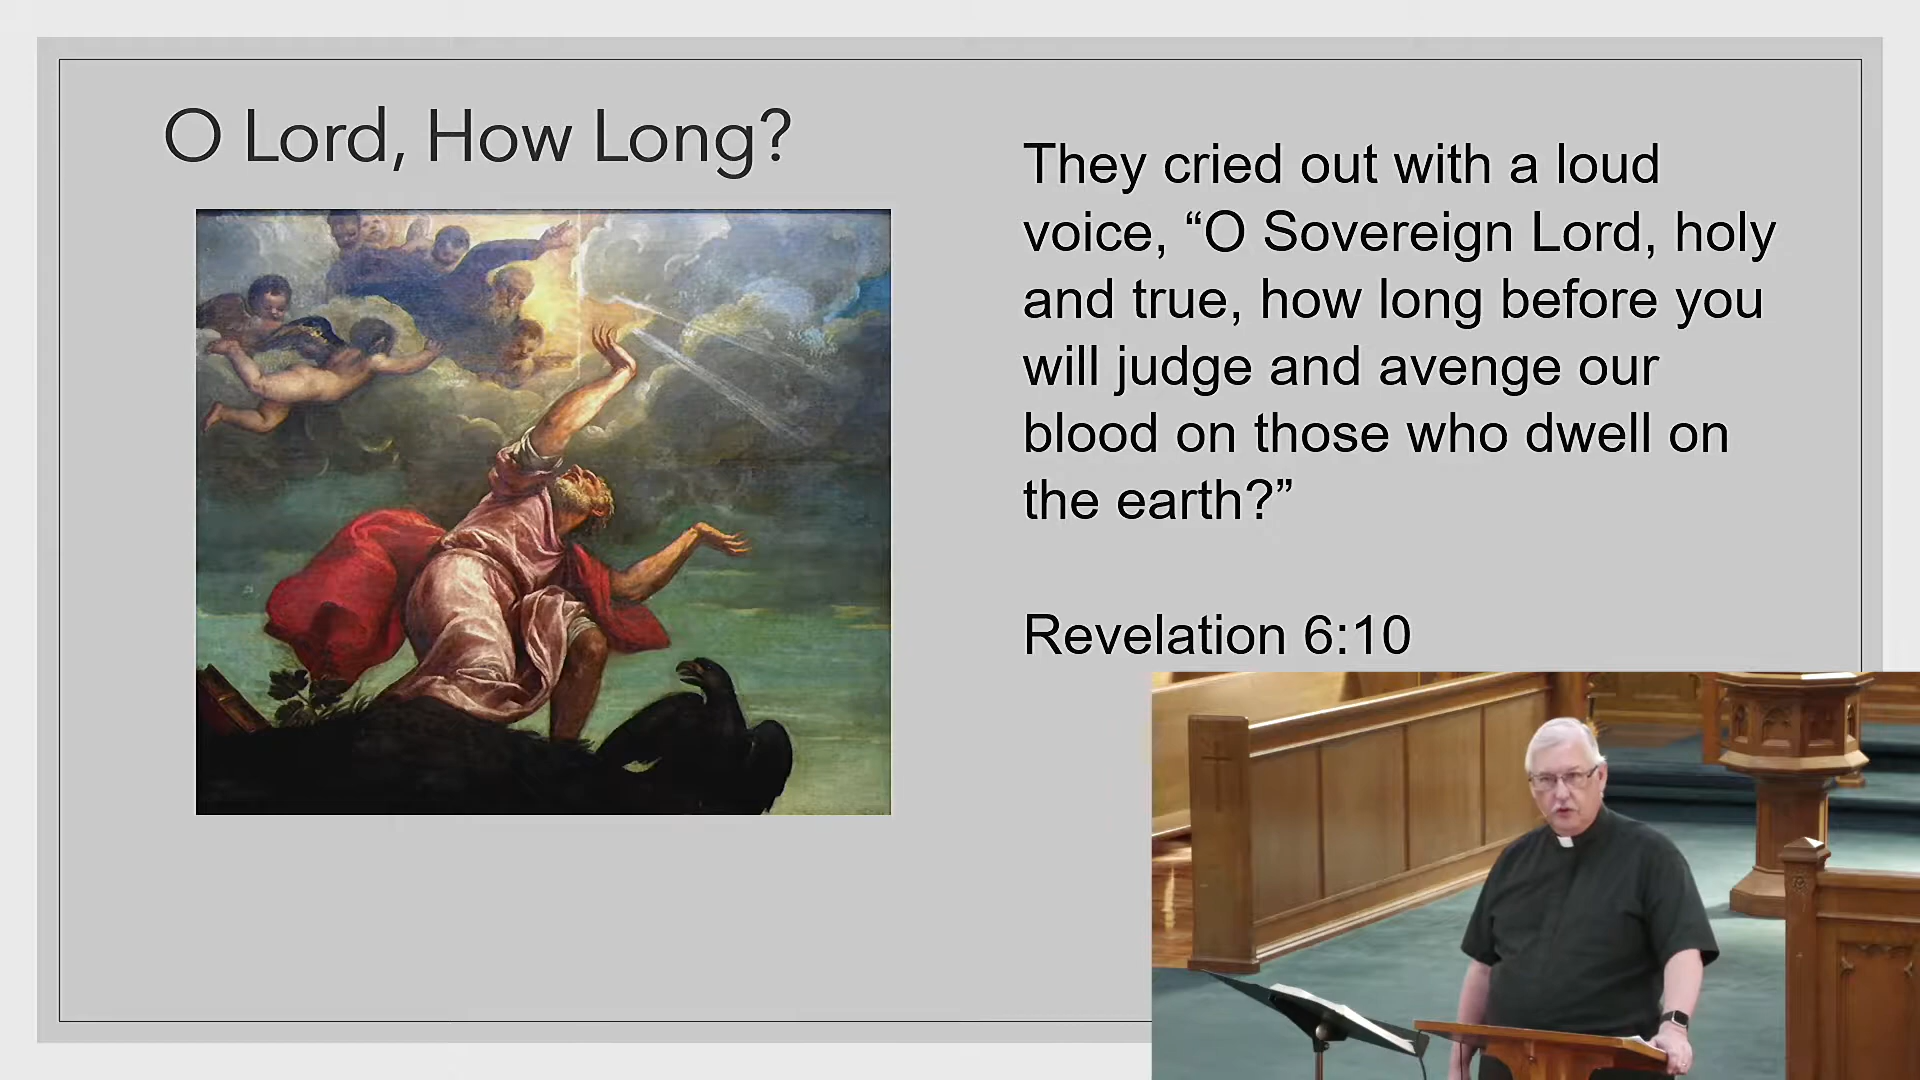 O Lord, How Long?
They cried out with a loud
voice, “O Sovereign Lord, holy
and true, how long before you
will judge and avenge our
blood on those who dwell on
the earth?”
Revelation 6:10